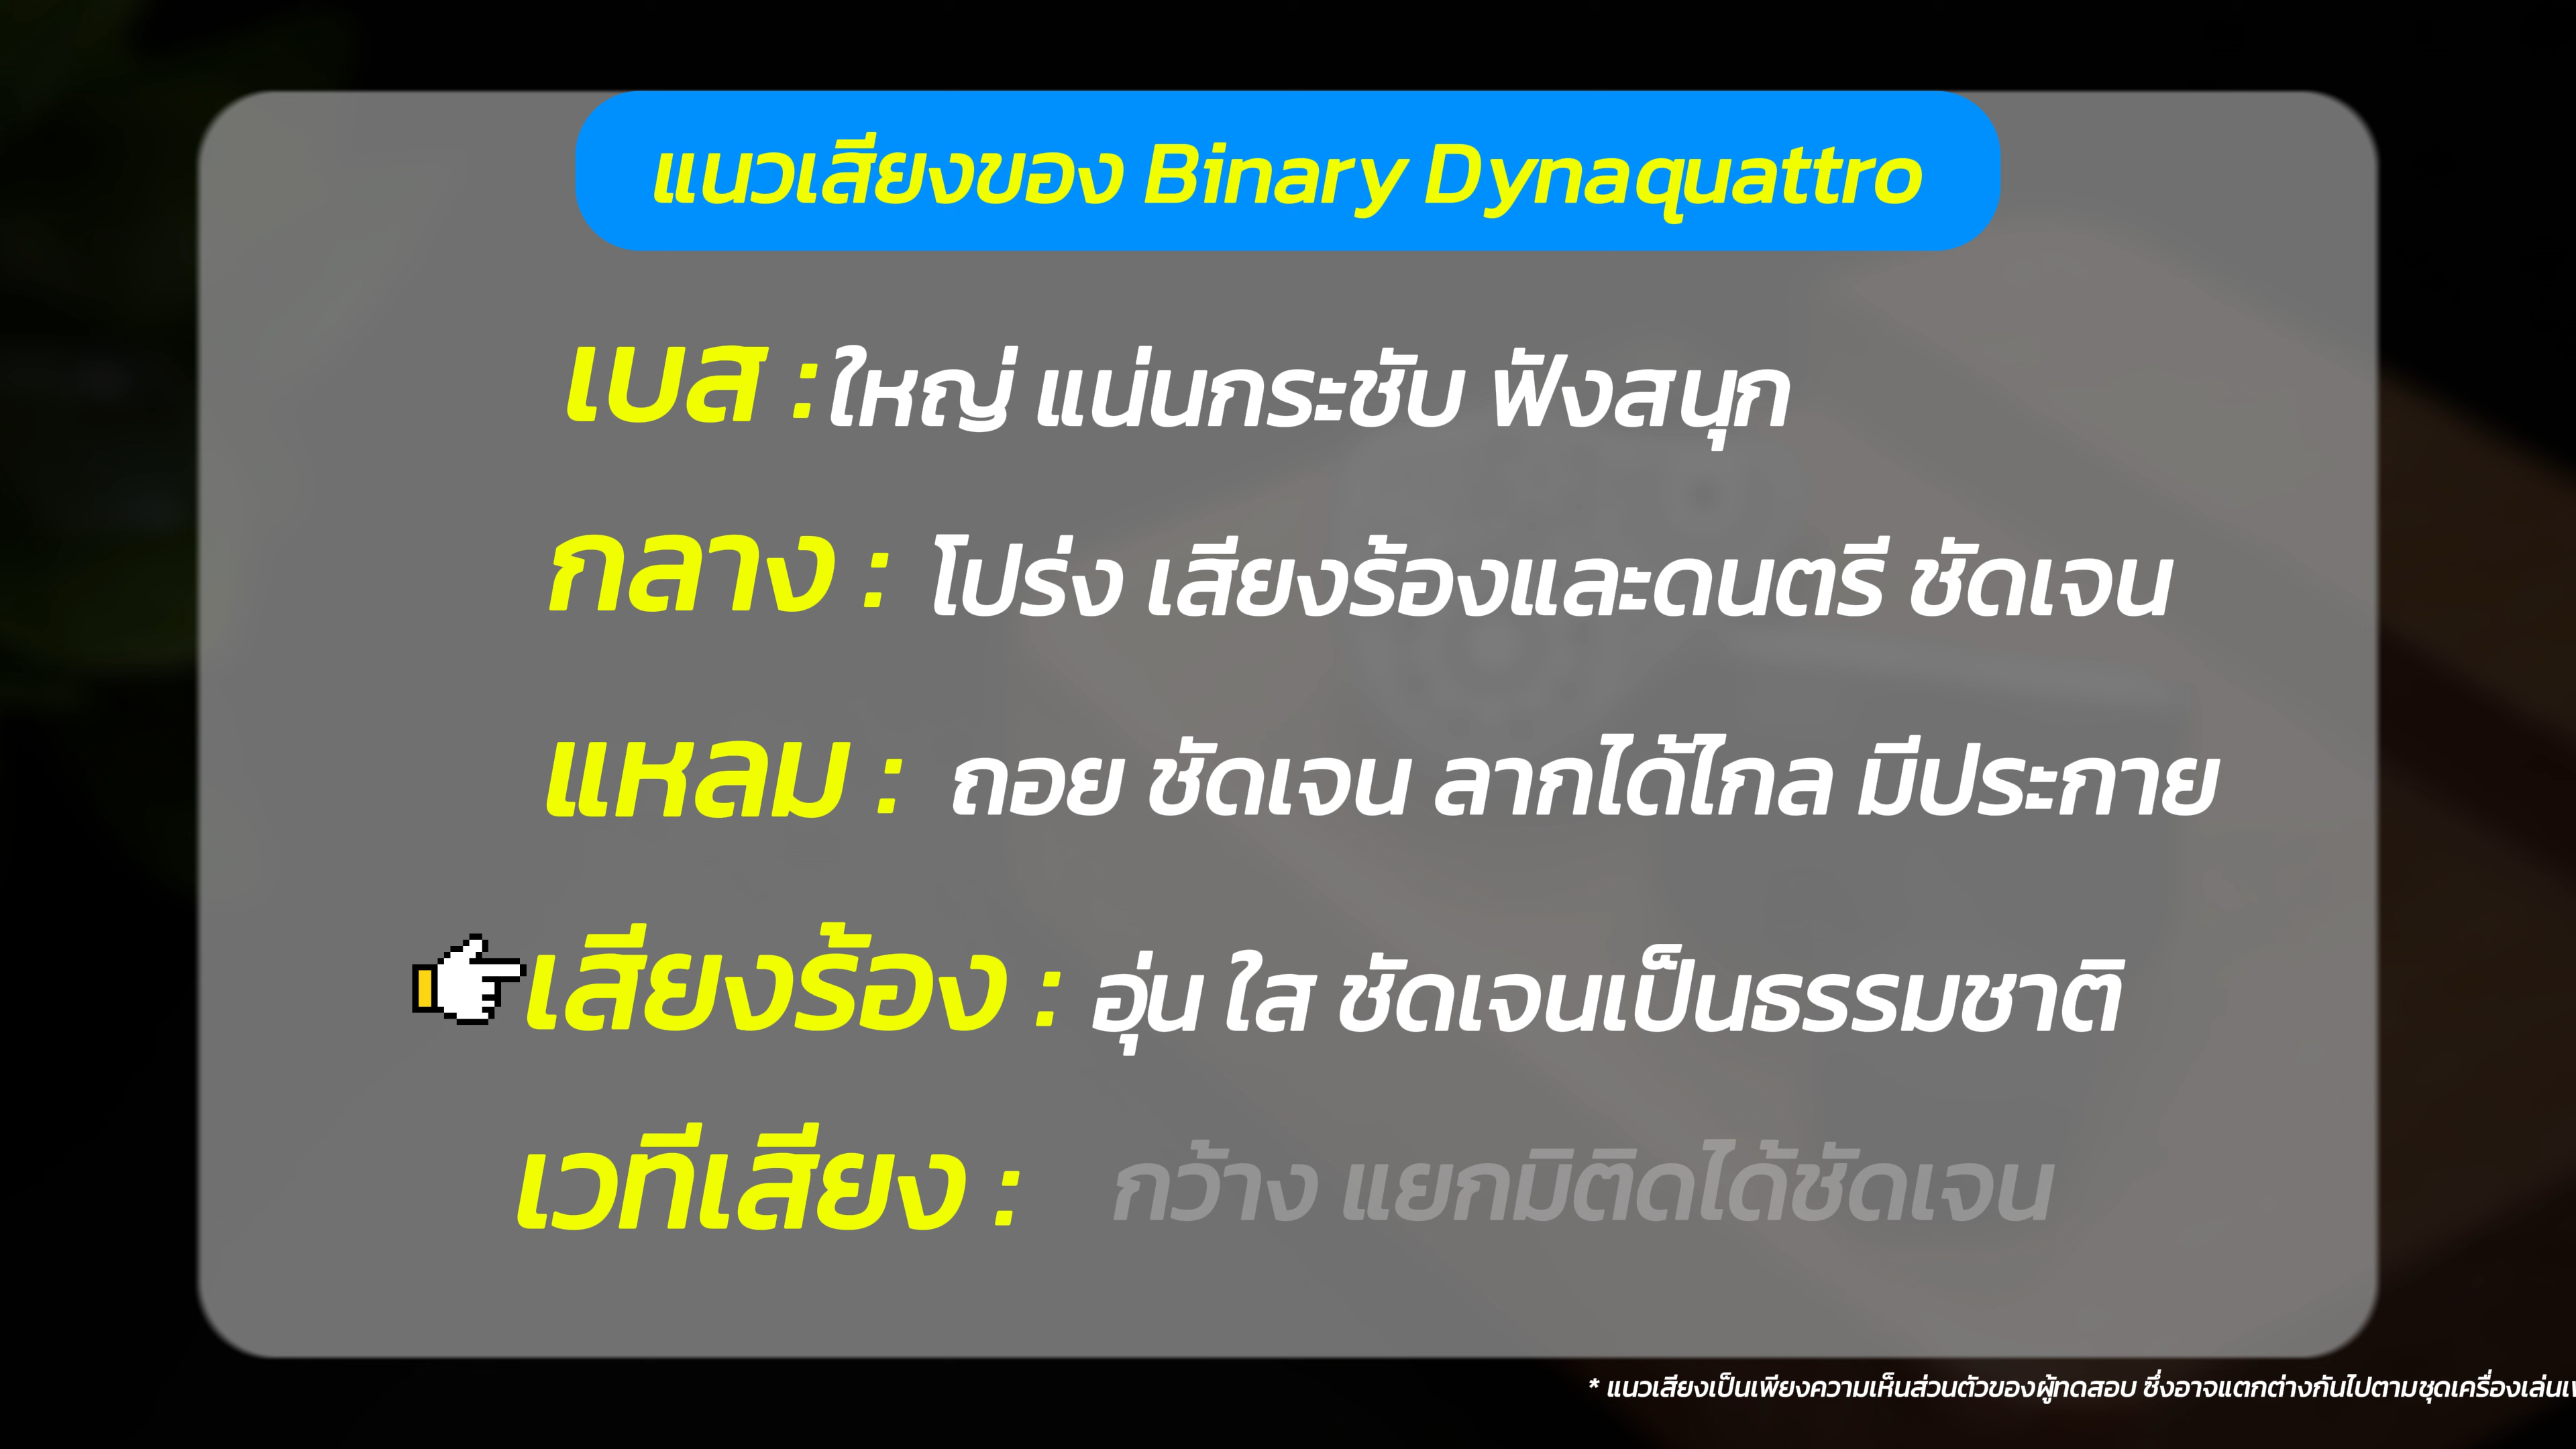 แนวเสียงของ Binary Dynaquattro
เบส : ใหญ่ แน่นกระชับ ฟังสนุก
กลาง : โปร่ง เสียงร้องและดนตรี ชัดเจน
แหลม : ถอย ชัดเจน ลากได้ไกล มีประกาย
เสียงร้อง : อุ่น ใส ชัดเจนเป็นธรรมชาติ
เวทีเสียง : กว้าง แยกมิติดได้ชัดเจน
* แนวเสียงเป็นเพียงความเห็นส่วนตัวของผู้ทดสอบ ซึ่งอาจแตกต่างกันไปตามชุดเครื่องเล่น